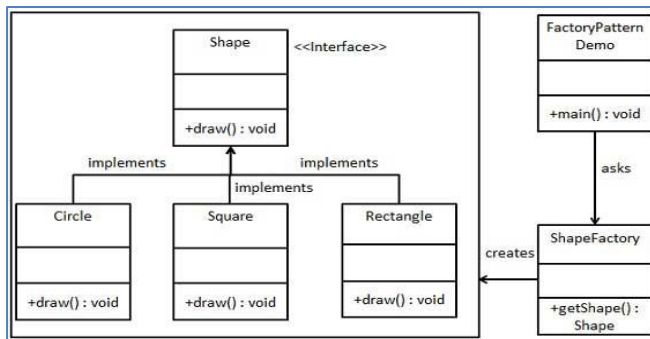 Shape
<<Interface>>
+draw() : void
implements
implements
implements
Circle
+draw() : void
Square
+draw() : void
Rectangle
+draw() : void
FactoryPattern
Demo
+main() : void
asks
ShapeFactory
+getShape() :
Shape
creates